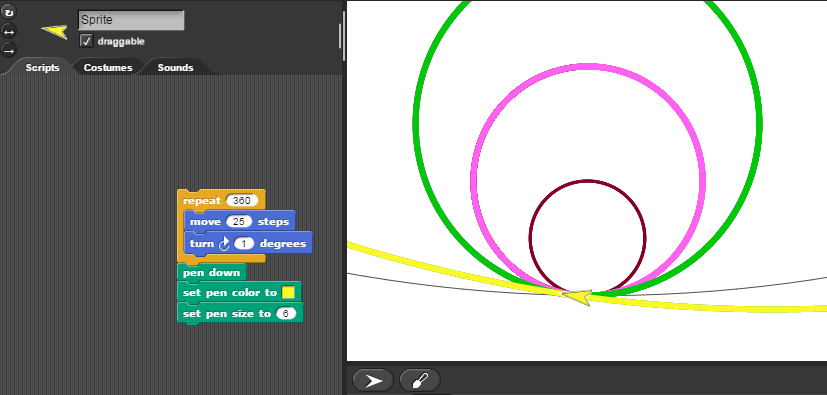 Sprite
draggable
Scripts Costumes Sounds
repeat 360
move 25 steps
turn 1 degrees
pen down
set pen color to
set pen size to 6